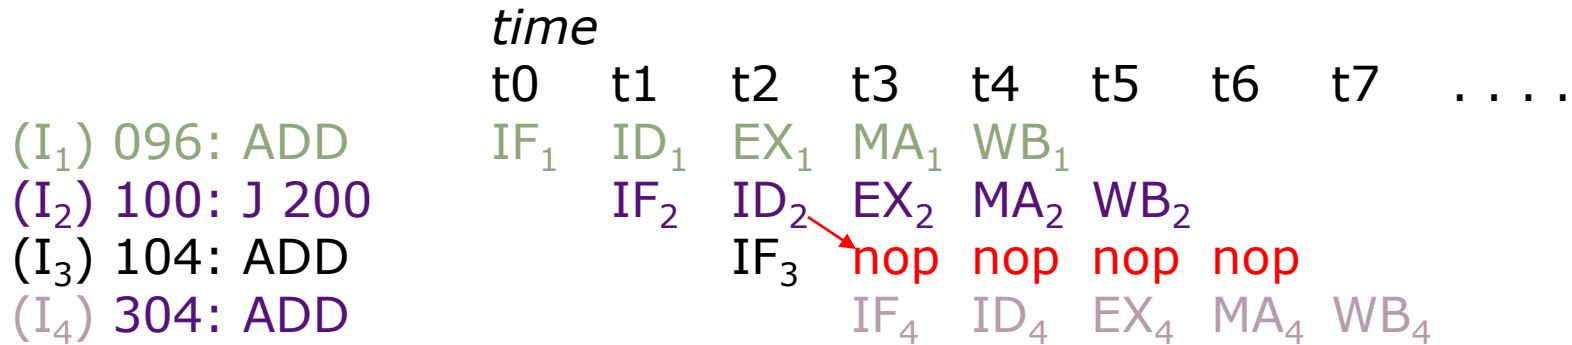 time
t0 t1 t2 t3 t4 t5 t6 t7 . . . .
(I₁) 096: ADD IF₁ ID₁ EX₁ MA₁ WB₁
(I₂) 100: J 200 IF₂ ID₂ EX₂ MA₂ WB₂
(I₃) 104: ADD IF₃ nop nop nop nop
(I₄) 304: ADD IF₄ ID₄ EX₄ MA₄ WB₄